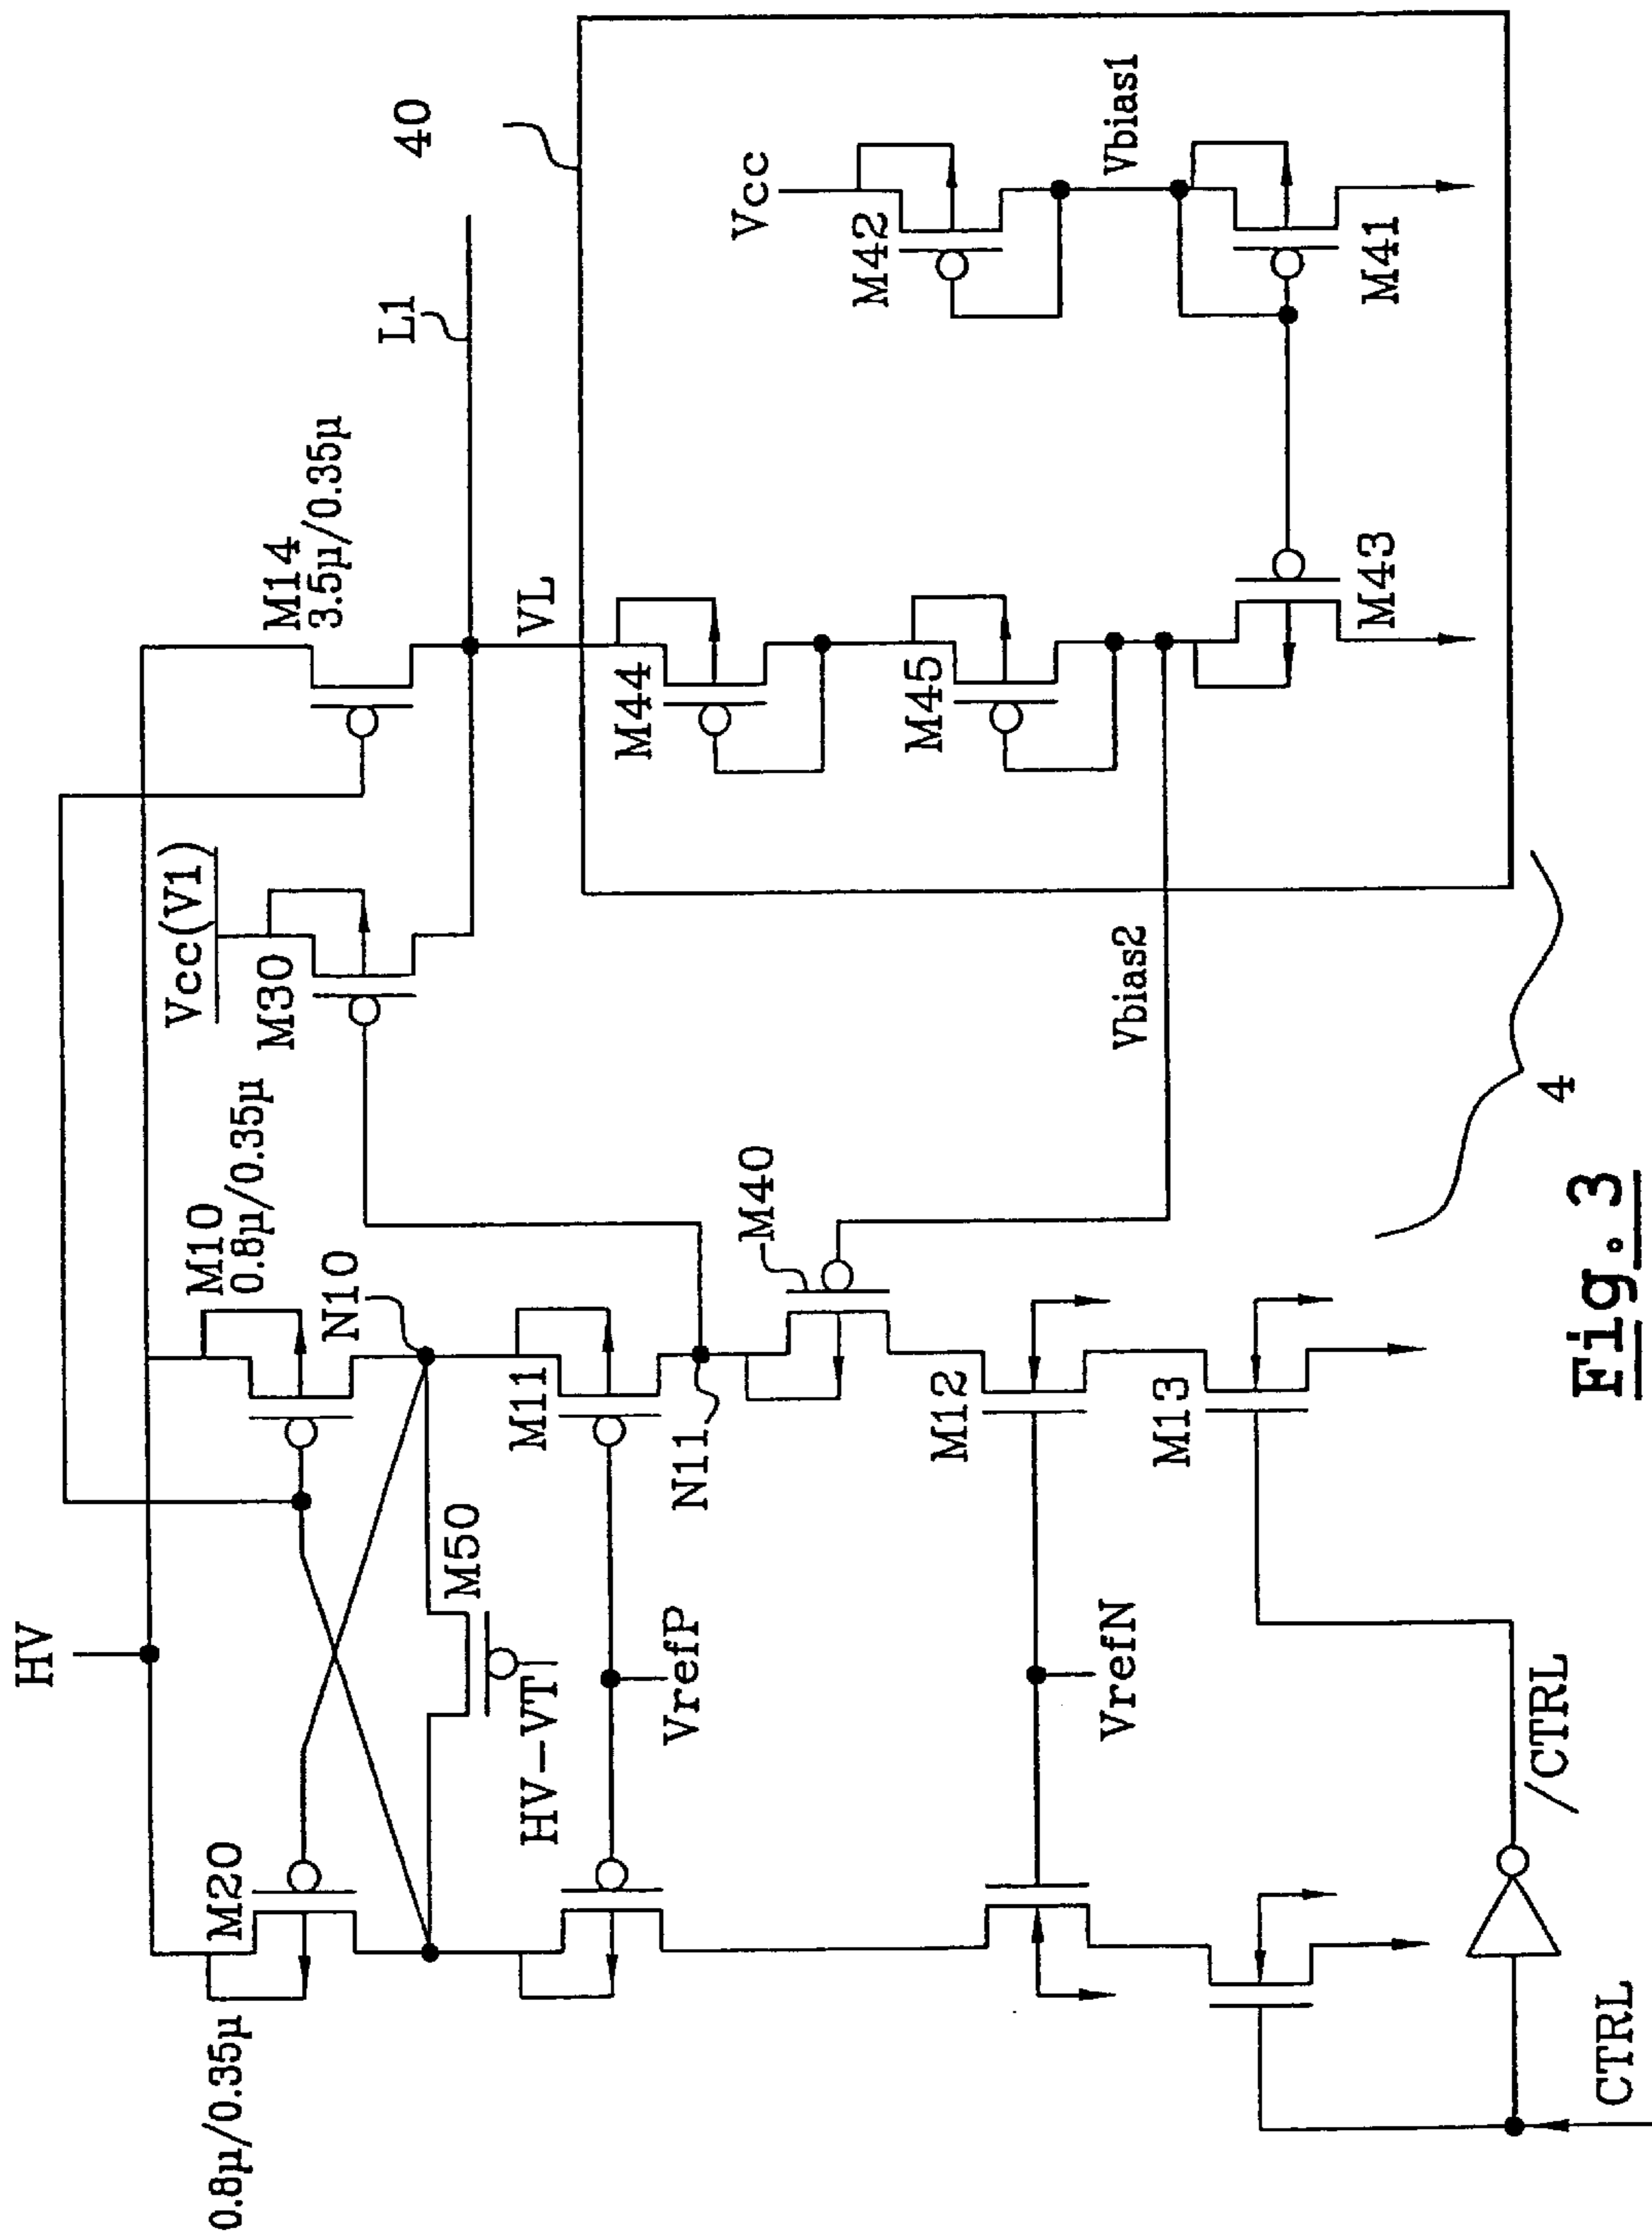 HV
M20
0.8µ/0.35µ
M10
0.8µ/0.35µ
N10
M50
HV-VT
M11
VrefP
N11
M40
M12
VrefN
M13
CTRL
/CTRL
Vcc(V1)
M30
M14
3.5µ/0.35µ
L1
VL
40
M44
M45
M43
Vbias2
Vcc
M42
Vbias1
M41
4
Fig. 3